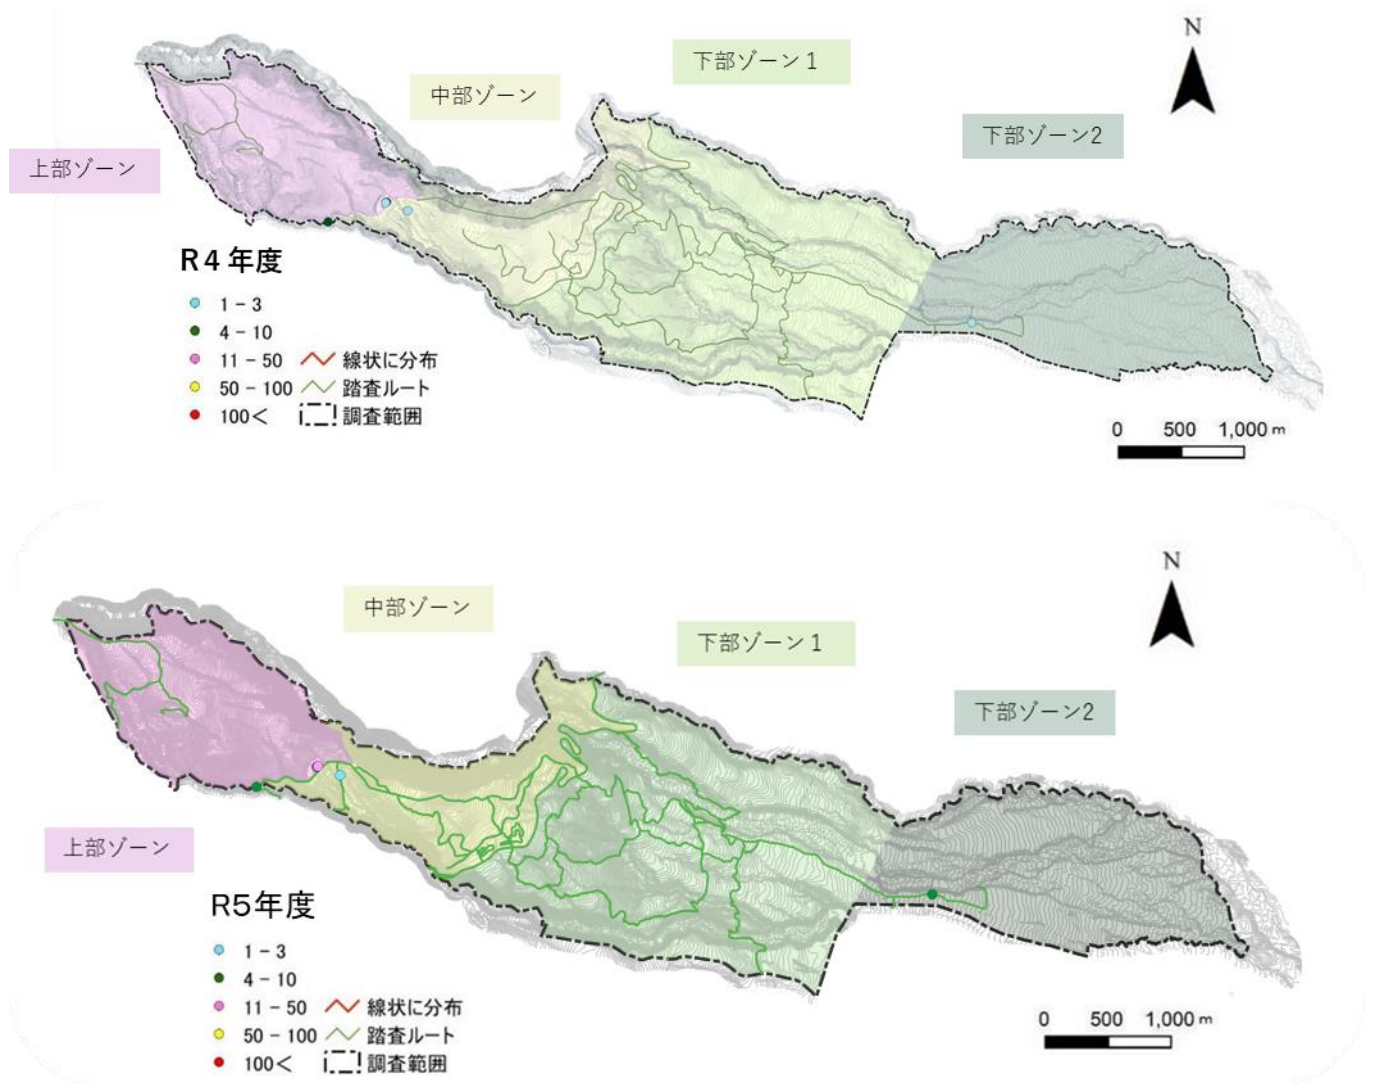 N
下部ゾーン１
中部ゾーン
下部ゾーン2
上部ゾーン
R４年度
1 − 3
4 − 10
11 − 50 線状に分布
50 − 100 踏査ルート
100＜ 調査範囲
0 500 1,000 m
N
中部ゾーン
下部ゾーン１
下部ゾーン2
上部ゾーン
R5年度
1 − 3
4 − 10
11 − 50 線状に分布
50 − 100 踏査ルート
100＜ 調査範囲
0 500 1,000 m